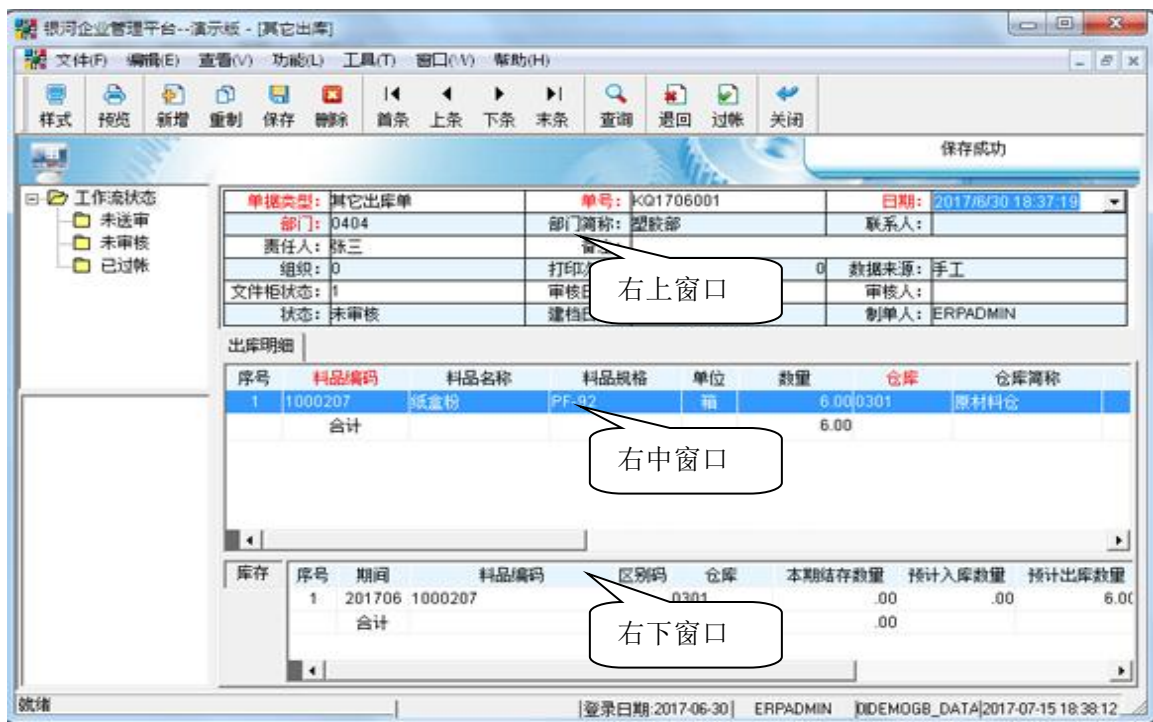 银河企业管理平台--演示版 - [其它出库]
文件(F) 编辑(E) 查看(V) 功能(L) 工具(T) 窗口(W) 帮助(H)
样式 预览 新增 重制 保存 删除 首条 上条 下条 末条 查询 退回 过帐 关闭
保存成功
工作流状态
未送审
未审核
已过帐
单据类型: 其它出库单 单号: KQ1706001 日期: 2017/6/30 18:37:19
部门: 0404 部门简称: 塑胶部 联系人:
责任人: 张三
组织: 0 打印 0 数据来源: 手工
文件柜状态: 1 审核 审核人:
状态: 未审核 建档 制单人: ERPADMIN
右上窗口
出库明细
序号 料品编码 料品名称 料品规格 单位 数量 仓库 仓库简称
1 1000207 纸盒粉 PF-92 箱 6.00 0301 原材料仓
合计 6.00
右中窗口
库存 序号 期间 料品编码 区别码 仓库 本期结存数量 预计入库数量 预计出库数量
1 201706 1000207 0301 .00 .00 6.00
合计 .00
右下窗口
就绪 登录日期:2017-06-30 ERPADMIN DIDEMOGB_DATA 2017-07-15 18:38:12